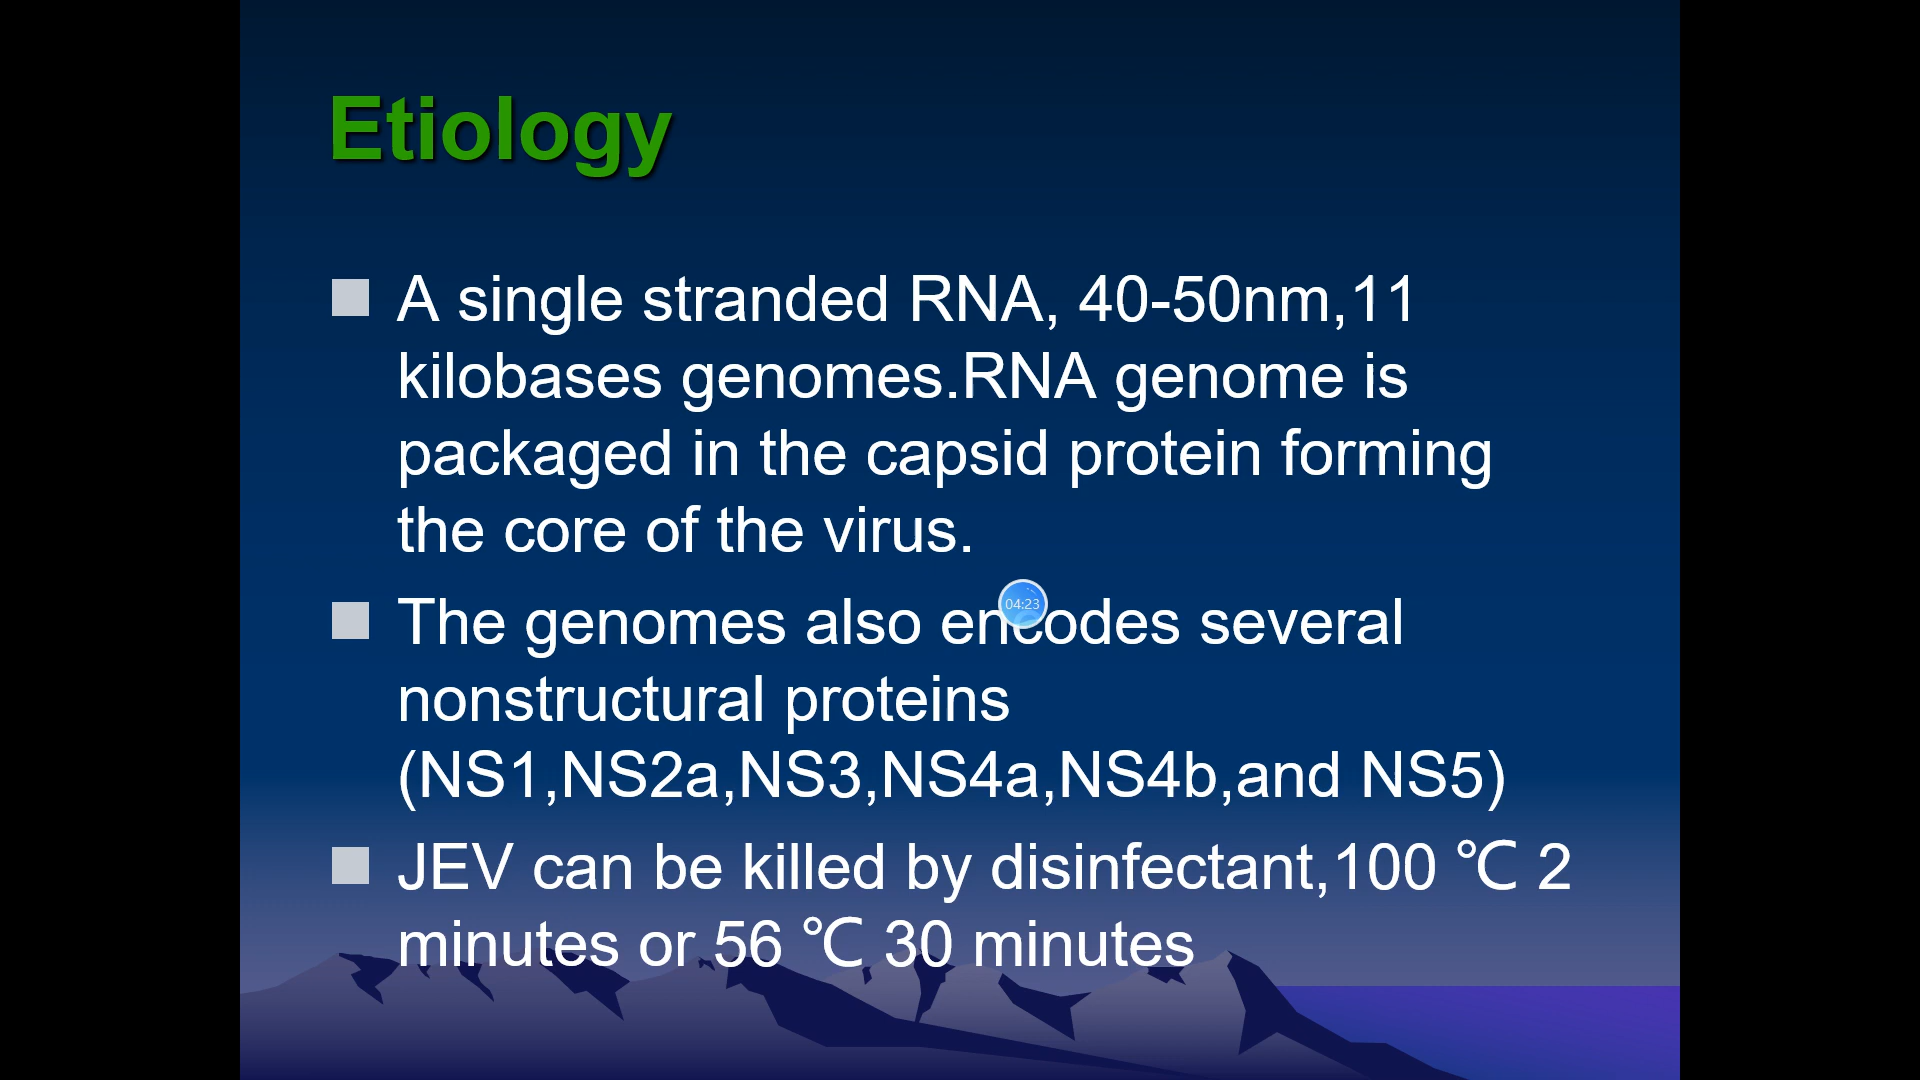 Etiology
A single stranded RNA, 40-50nm,11
kilobases genomes.RNA genome is
packaged in the capsid protein forming
the core of the virus.
04:23
The genomes also encodes several
nonstructural proteins
(NS1,NS2a,NS3,NS4a,NS4b,and NS5)
JEV can be killed by disinfectant,100 ℃ 2
minutes or 56 ℃ 30 minutes